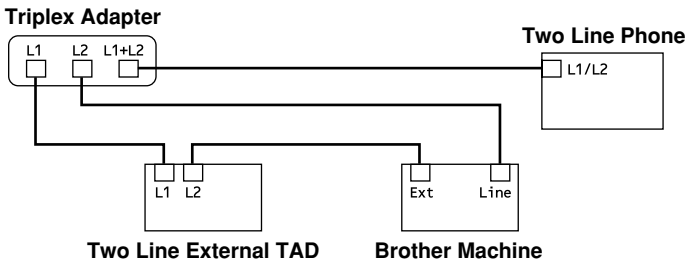 Triplex Adapter
Two Line Phone
L1 L2 L1+L2
L1/L2
L1 L2
Ext Line
Two Line External TAD
Brother Machine